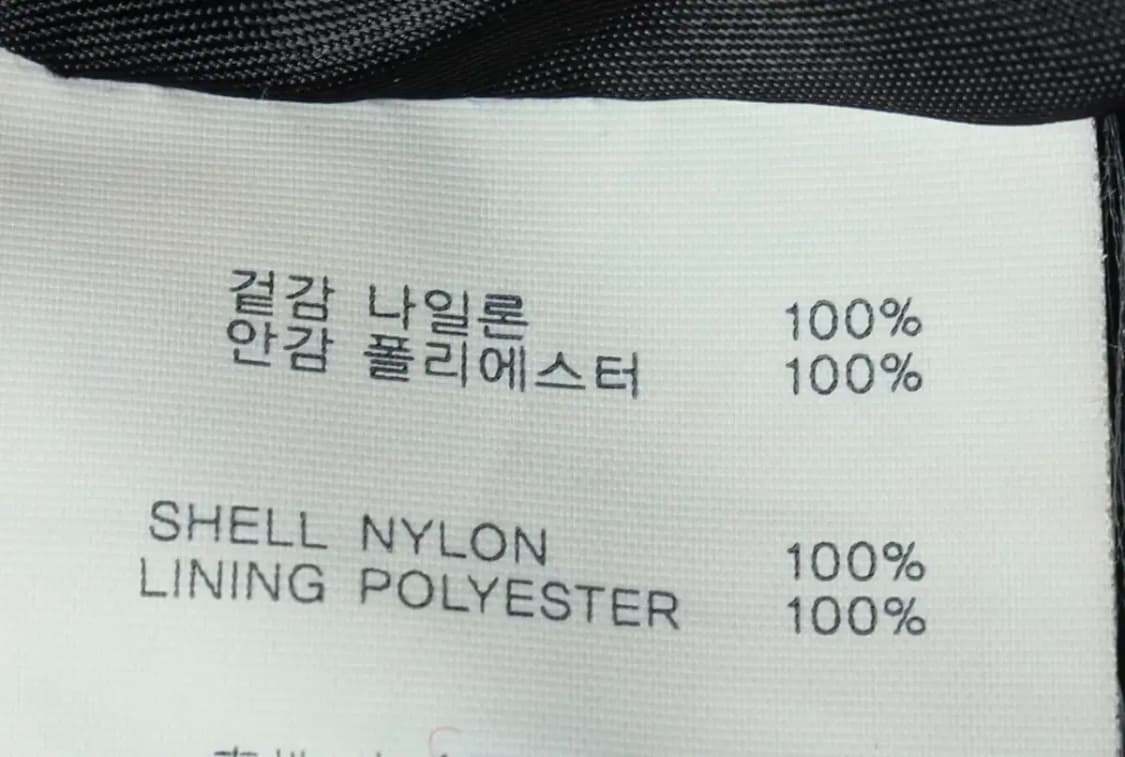 겉감 나일론 100%
안감 폴리에스터 100%
SHELL NYLON 100%
LINING POLYESTER 100%